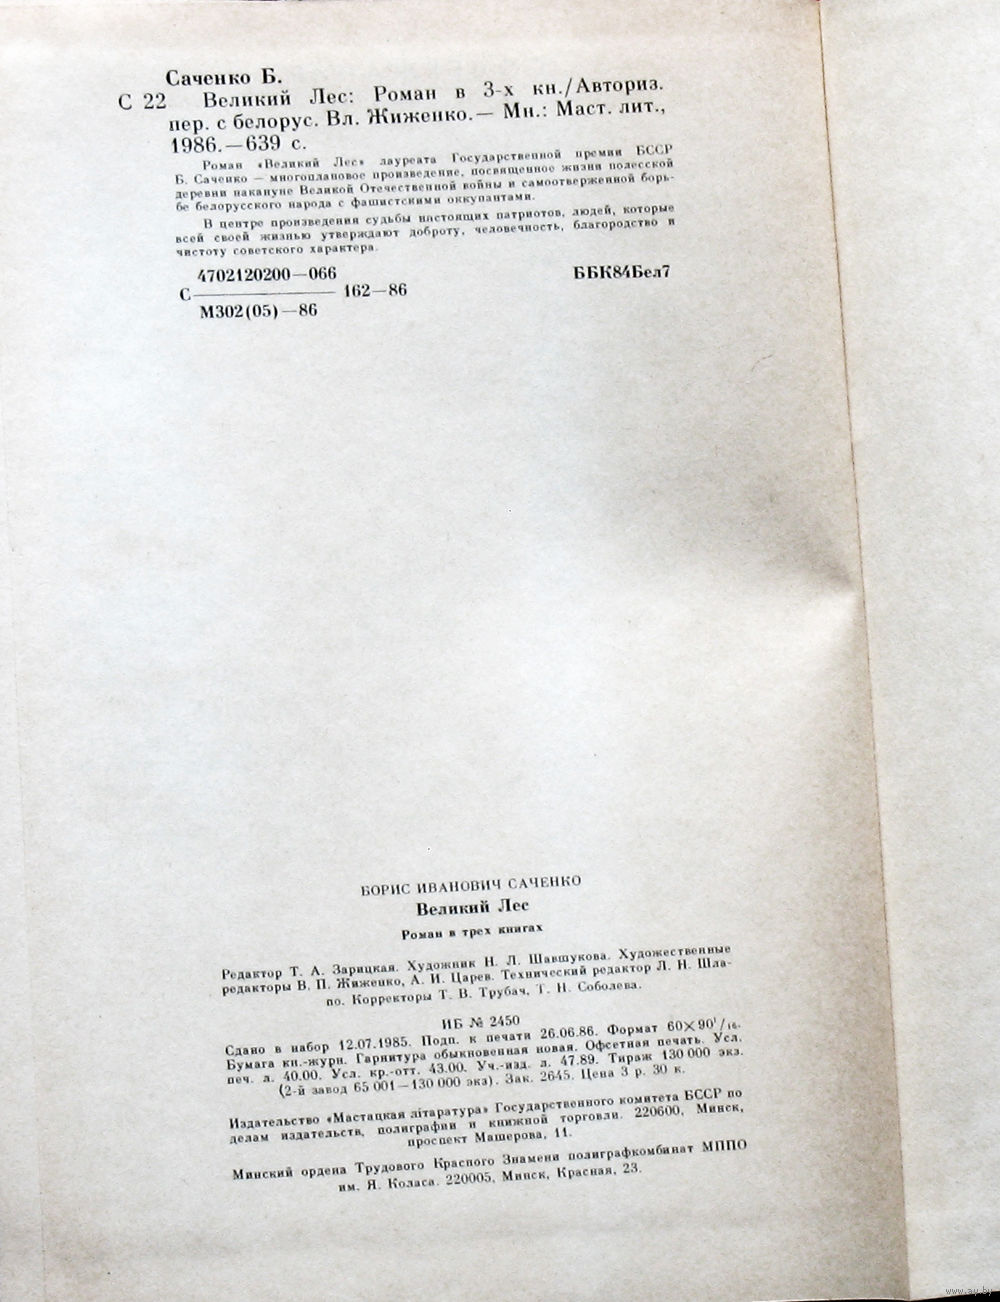 Саченко Б.
С 22 Великий Лес: Роман в 3-х кн./Авториз.
пер. с белорус. Вл. Жиженко.— Мн.: Маст. лит.,
1986.—639 с.
Роман «Великий Лес» лауреата Государственной премии БССР
Б. Саченко — многоплановое произведение, посвященное жизни полесской
деревни накануне Великой Отечественной войны и самоотверженной борь-
бе белорусского народа с фашистскими оккупантами.
В центре произведения судьбы настоящих патриотов, людей, которые
всей своей жизнью утверждают доброту, человечность, благородство и
чистоту советского характера.
4702120200—066
С 162—86
М302(05)—86
ББК84Бел7
БОРИС ИВАНОВИЧ САЧЕНКО
Великий Лес
Роман в трех книгах
Редактор Т. А. Зарицкая. Художник Н. Л. Шавшукова. Художественные
редакторы В. П. Жиженко, А. И. Царев. Технический редактор Л. Н. Шла-
по. Корректоры Т. В. Трубач, Т. Н. Соболева.
ИБ № 2450
Сдано в набор 12.07.1985. Подп. к печати 26.06.86. Формат 60×90¹/₁₆.
Бумага кн.-журн. Гарнитура обыкновенная новая. Офсетная печать. Усл.
печ. л. 40.00. Усл. кр.-отт. 43.00. Уч.-изд. л. 47.89. Тираж 130 000 экз.
(2-й завод 65 001—130 000 экз). Зак. 2645. Цена 3 р. 30 к.
Издательство «Мастацкая літаратура» Государственного комитета БССР по
делам издательств, полиграфии и книжной торговли. 220600, Минск,
проспект Машерова, 11.
Минский ордена Трудового Красного Знамени полиграфкомбинат МППО
им. Я. Коласа. 220005, Минск, Красная, 23.
www.ay.by